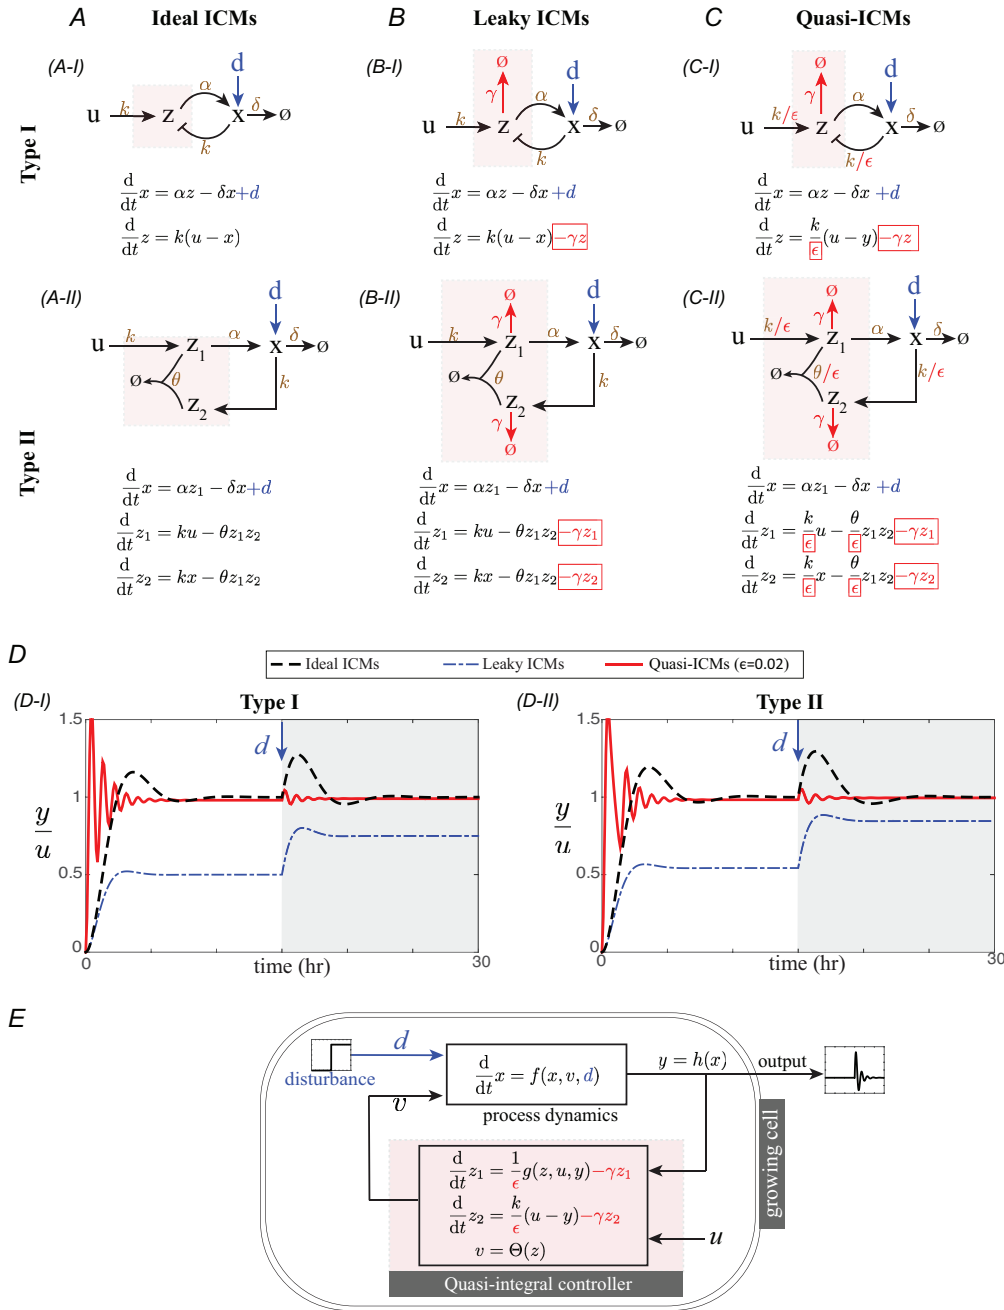 A Ideal ICMs
B Leaky ICMs
C Quasi-ICMs
Type I
(A-I)
d
u k z α x δ ø
k
d/dt x = αz − δx+d
d/dt z = k(u − x)
(B-I)
ø
d
γ
u k z α x δ ø
k
d/dt x = αz − δx +d
d/dt z = k(u − x)−γz
(C-I)
ø
d
γ
u k/ϵ z α x δ ø
k/ϵ
d/dt x = αz − δx +d
d/dt z = k/ϵ (u − y)−γz
Type II
(A-II)
d
u k z₁ α x δ ø
ø θ
z₂
k
d/dt x = αz₁ − δx+d
d/dt z₁ = ku − θz₁z₂
d/dt z₂ = kx − θz₁z₂
(B-II)
ø
d
γ
u k z₁ α x δ ø
ø θ k
z₂
γ
ø
d/dt x = αz₁ − δx+d
d/dt z₁ = ku − θz₁z₂−γz₁
d/dt z₂ = kx − θz₁z₂−γz₂
(C-II)
ø
d
γ
u k/ϵ z₁ α x δ ø
ø θ/ϵ k/ϵ
z₂
γ
ø
d/dt x = αz₁ − δx +d
d/dt z₁ = k/ϵ u − θ/ϵ z₁z₂−γz₁
d/dt z₂ = k/ϵ x − θ/ϵ z₁z₂−γz₂
D
Ideal ICMs Leaky ICMs Quasi-ICMs (ϵ=0.02)
(D-I) Type I
1.5
d
1
y/u
0.5
0
0 time (hr) 30
(D-II) Type II
1.5
d
1
y/u
0.5
0
0 time (hr) 30
E
d
disturbance
d/dt x = f(x, v, d)
process dynamics
y = h(x) output
v
d/dt z₁ = 1/ϵ g(z, u, y)−γz₁
d/dt z₂ = k/ϵ (u − y)−γz₂
v = Θ(z)
u
Quasi-integral controller
growing cell